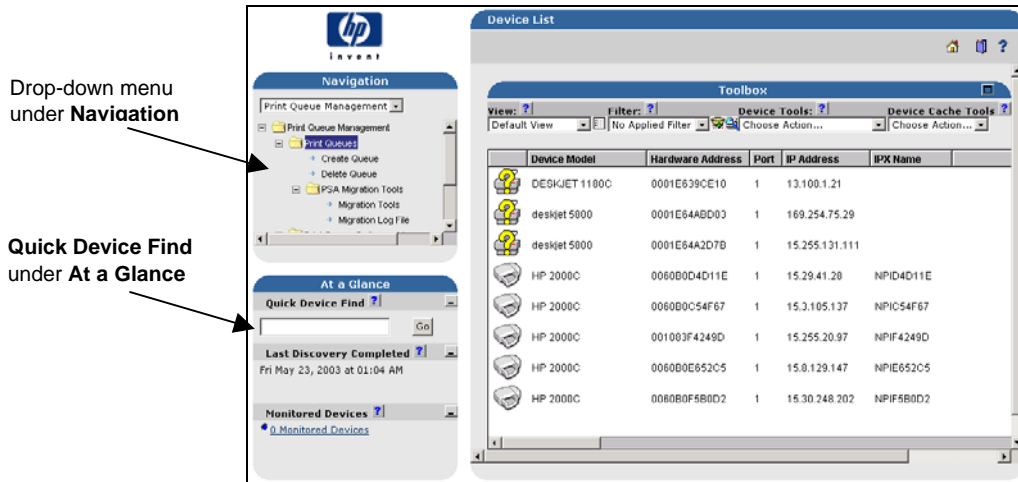 Drop-down menu
under Navigation
Quick Device Find
under At a Glance
hp
invent
Navigation
Print Queue Management
Print Queue Management
Print Queues
Create Queue
Delete Queue
PSA Migration Tools
Migration Tools
Migration Log File
At a Glance
Quick Device Find ?
Go
Last Discovery Completed ?
Fri May 23, 2003 at 01:04 AM
Monitored Devices ?
0 Monitored Devices
Device List
?
Toolbox
View: ? Filter: ? Device Tools: ? Device Cache Tools ?
Default View No Applied Filter Choose Action... Choose Action...
Device Model Hardware Address Port IP Address IPX Name
DESKJET 1180C 0001E639CE10 1 13.108.1.21
deskjet 5800 0001E64ABD03 1 169.254.75.29
deskjet 5800 0001E64A2D7B 1 15.255.131.111
HP 2000C 0060B0D4D11E 1 15.29.41.28 NPID4D11E
HP 2000C 0060B0C54F67 1 15.3.105.137 NPIC54F67
HP 2000C 001083F4249D 1 15.255.20.97 NPIF4249D
HP 2000C 0060B0E652C5 1 15.8.129.147 NPIE652C5
HP 2000C 0060B0F5B0D2 1 15.30.248.202 NPIF5B0D2